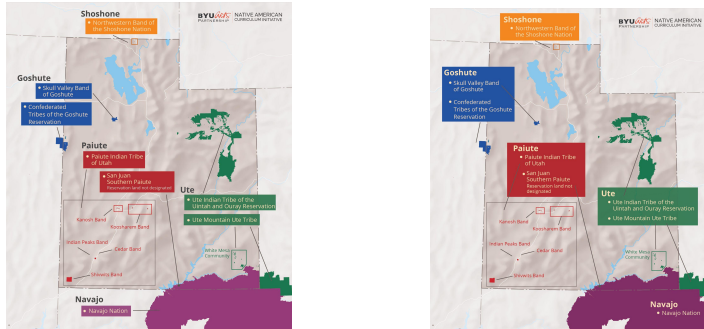 Shoshone
BYU ARTS PARTNERSHIP
NATIVE AMERICAN
CURRICULUM INITIATIVE
Northwestern Band of
the Shoshone Nation
Goshute
Skull Valley Band
of Goshute
Confederated
Tribes of the Goshute
Reservation
Paiute
Paiute Indian Tribe
of Utah
San Juan
Southern Paiute
Reservation land not designated
Ute
Ute Indian Tribe of the
Uintah and Ouray Reservation
Ute Mountain Ute Tribe
Kanosh Band
Koosharem Band
Indian Peaks Band
Cedar Band
Shivwits Band
White Mesa
Community
Navajo
Navajo Nation
Shoshone
BYU ARTS PARTNERSHIP
NATIVE AMERICAN
CURRICULUM INITIATIVE
Northwestern Band of
the Shoshone Nation
Goshute
Skull Valley Band
of Goshute
Confederated
Tribes of the Goshute
Reservation
Paiute
Paiute Indian Tribe
of Utah
San Juan
Southern Paiute
Reservation land not
designated
Ute
Ute Indian Tribe of the
Uintah and Ouray Reservation
Ute Mountain Ute Tribe
Kanosh Band
Koosharem Band
Indian Peaks Band
Cedar Band
Shivwits Band
White Mesa
Community
Navajo
Navajo Nation